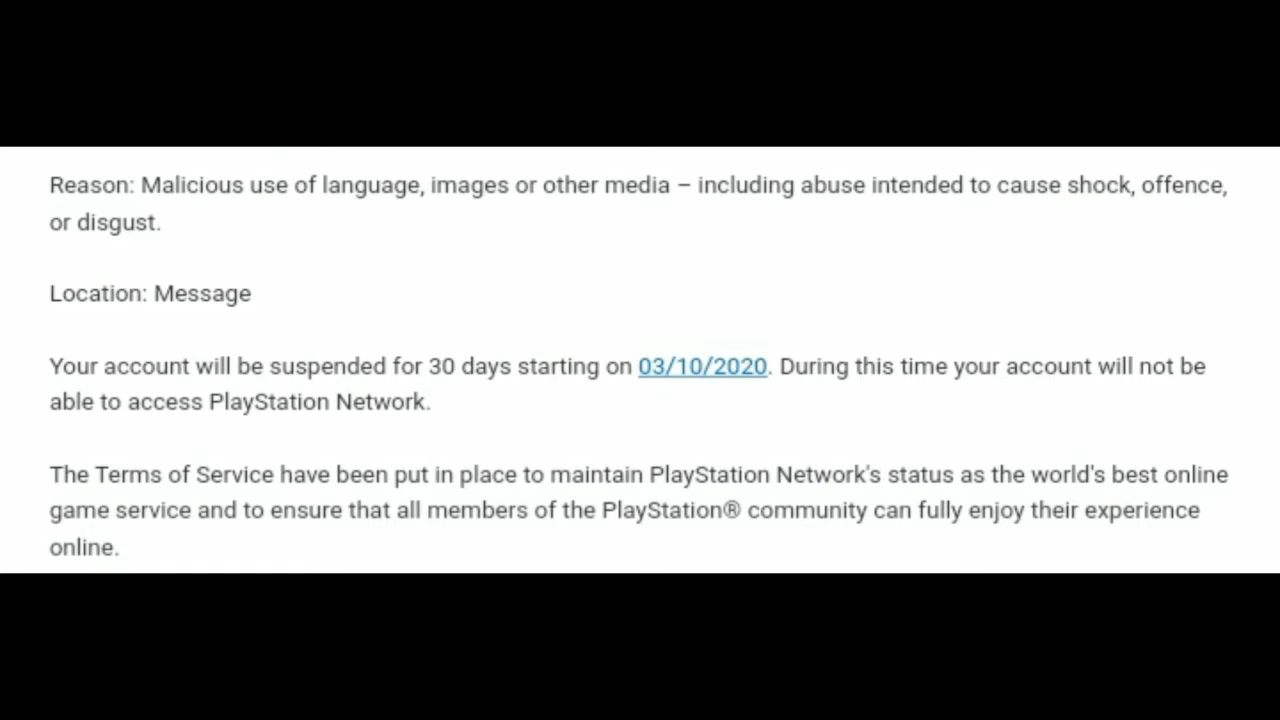 Reason: Malicious use of language, images or other media – including abuse intended to cause shock, offence,
or disgust.
Location: Message
Your account will be suspended for 30 days starting on 03/10/2020. During this time your account will not be
able to access PlayStation Network.
The Terms of Service have been put in place to maintain PlayStation Network's status as the world's best online
game service and to ensure that all members of the PlayStation® community can fully enjoy their experience
online.